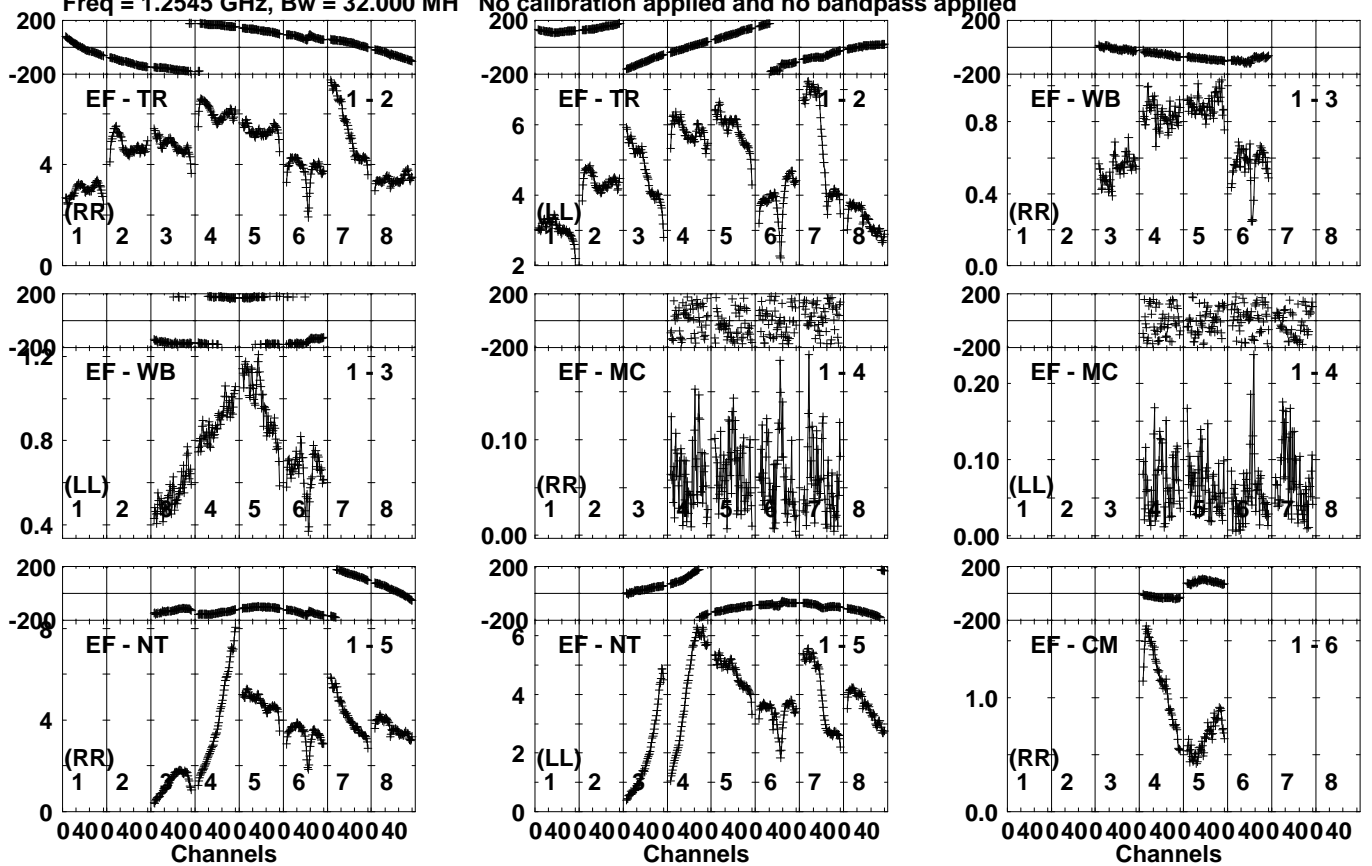 Freq = 1.2545 GHz, Bw = 32.000 MH No calibration applied and no bandpass applied
200
-200
EF - TR 1 - 2
4
(RR)
1 2 3 4 5 6 7 8
0
200
-200
EF - TR 1 - 2
6
4
(LL)
1 2 3 4 5 6 7 8
2
200
-200
EF - WB 1 - 3
0.8
0.4
(RR)
1 2 3 4 5 6 7 8
0.0
200
-200
1.2
EF - WB 1 - 3
0.8
(LL)
1 2 3 4 5 6 7 8
0.4
200
-200
EF - MC 1 - 4
0.10
(RR)
1 2 3 4 5 6 7 8
0.00
200
-200
EF - MC 1 - 4
0.20
0.10
(LL)
1 2 3 4 5 6 7 8
0.00
200
-200
8
EF - NT 1 - 5
4
(RR)
1 2 3 4 5 6 7 8
0
0 40 0 40 0 40 0 40 0 40 0 40 0 40 0 40
Channels
200
-200
6
EF - NT 1 - 5
4
2
(LL)
1 2 3 4 5 6 7 8
0
0 40 0 40 0 40 0 40 0 40 0 40 0 40 0 40
Channels
200
-200
EF - CM 1 - 6
1.0
(RR)
1 2 3 4 5 6 7 8
0.0
0 40 0 40 0 40 0 40 0 40 0 40 0 40 0 40
Channels